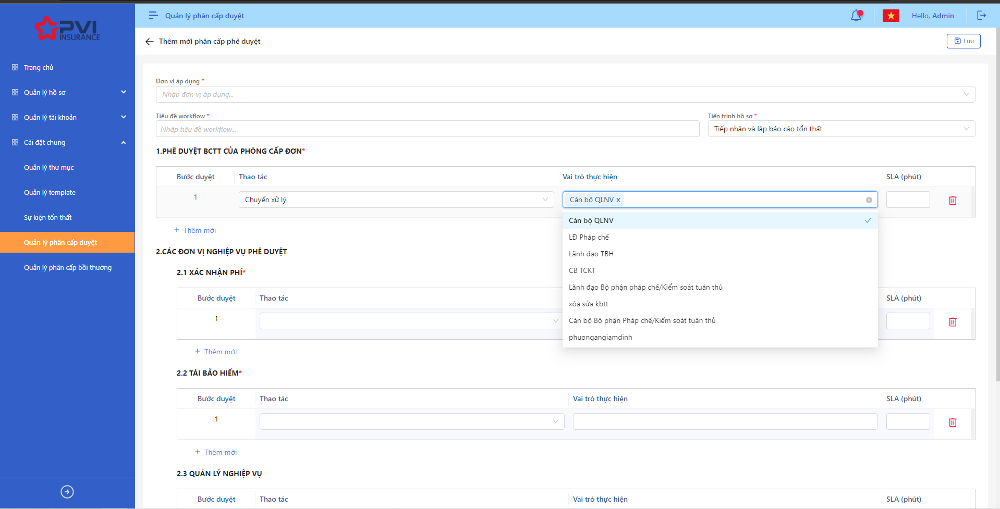 PVI
INSURANCE
Trang chủ
Quản lý hồ sơ
Quản lý tài khoản
Cài đặt chung
Quản lý thư mục
Quản lý template
Sự kiện tổn thất
Quản lý phân cấp duyệt
Quản lý phân cấp bồi thường
Quản lý phân cấp duyệt
Hello, Admin
Thêm mới phân cấp phê duyệt
Lưu
Đơn vị áp dụng *
Nhập đơn vị áp dụng...
Tiêu đề workflow *
Tiến trình hồ sơ *
Nhập tiêu đề workflow...
Tiếp nhận và lập báo cáo tổn thất
1.PHÊ DUYỆT BCTT CỦA PHÒNG CẤP ĐƠN*
Bước duyệt Thao tác Vai trò thực hiện SLA (phút)
1 Chuyển xử lý Cán bộ QLNV
Cán bộ QLNV
LĐ Pháp chế
Lãnh đạo TBH
CB TCKT
Lãnh đạo Bộ phận pháp chế/Kiểm soát tuân thủ
xóa sửa kbtt
Cán bộ Bộ phận Pháp chế/Kiểm soát tuân thủ
phuongangiamdinh
+ Thêm mới
2.CÁC ĐƠN VỊ NGHIỆP VỤ PHÊ DUYỆT
2.1 XÁC NHẬN PHÍ*
Bước duyệt Thao tác SLA (phút)
1
+ Thêm mới
2.2 TÁI BẢO HIỂM*
Bước duyệt Thao tác Vai trò thực hiện SLA (phút)
1
+ Thêm mới
2.3 QUẢN LÝ NGHIỆP VỤ
Bước duyệt Thao tác Vai trò thực hiện SLA (phút)